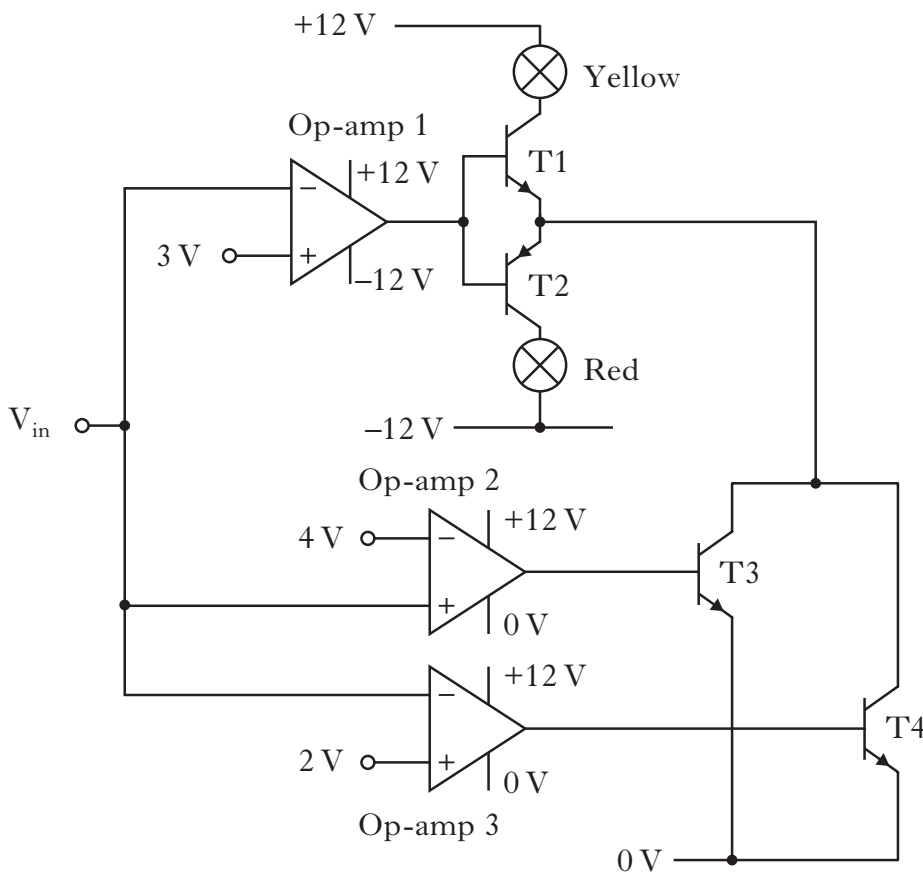 +12 V
Yellow
Op-amp 1
+12 V
T1
−
3 V
+
−12 V
T2
Red
V_in
−12 V
Op-amp 2
+12 V
4 V
−
T3
+
0 V
+12 V
−
T4
2 V
+
0 V
Op-amp 3
0 V